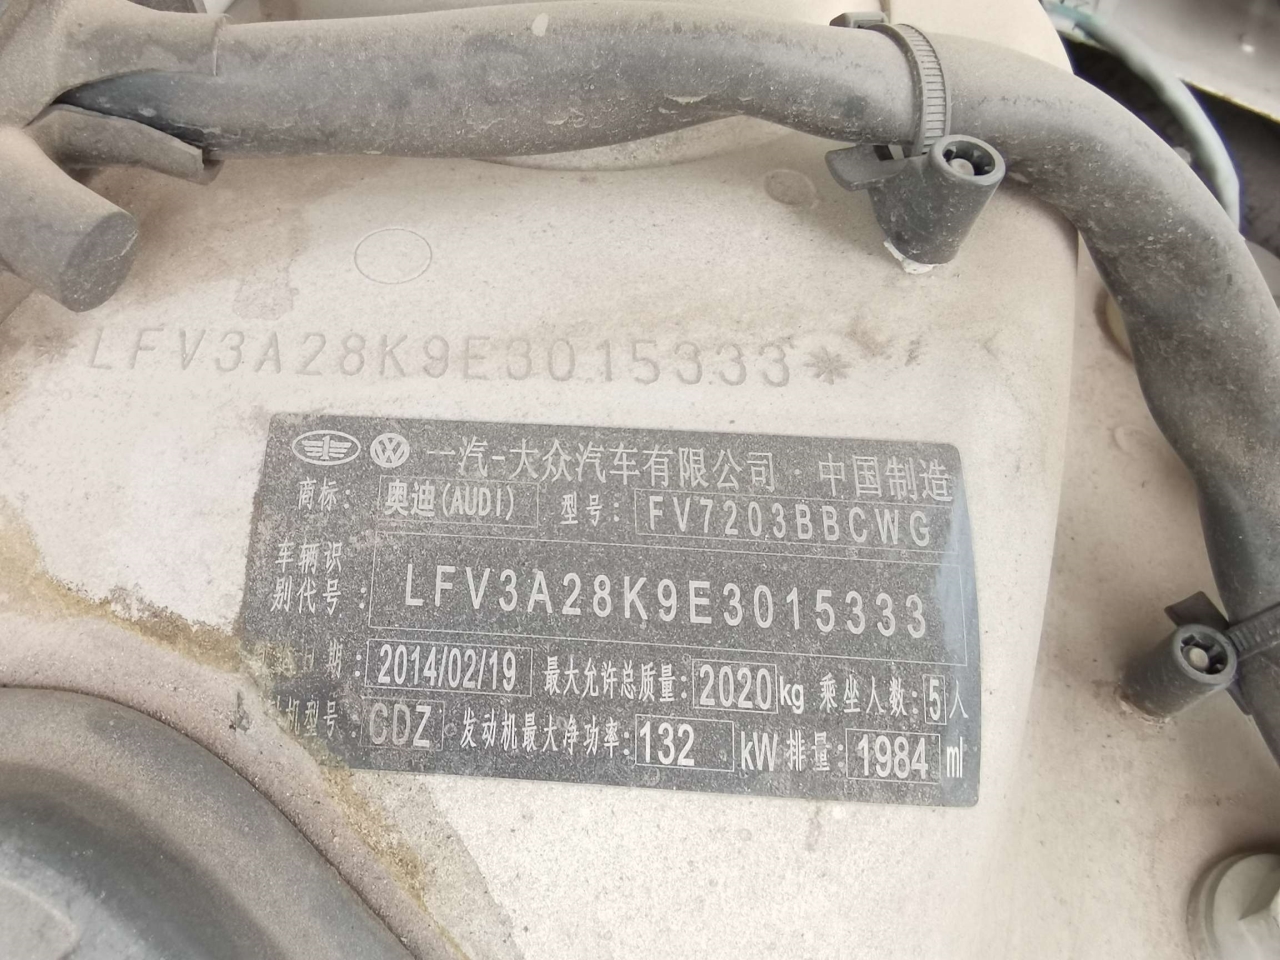 *LFV3A28K9E3015333*
一汽-大众汽车有限公司·中国制造
商标: 奥迪(AUDI) 型号: FV7203BBCWG
车辆识别代号: LFV3A28K9E3015333
日期: 2014/02/19 最大允许总质量: 2020kg 乘坐人数: 5人
机型号: CDZ 发动机最大净功率: 132 kW 排量: 1984 ml